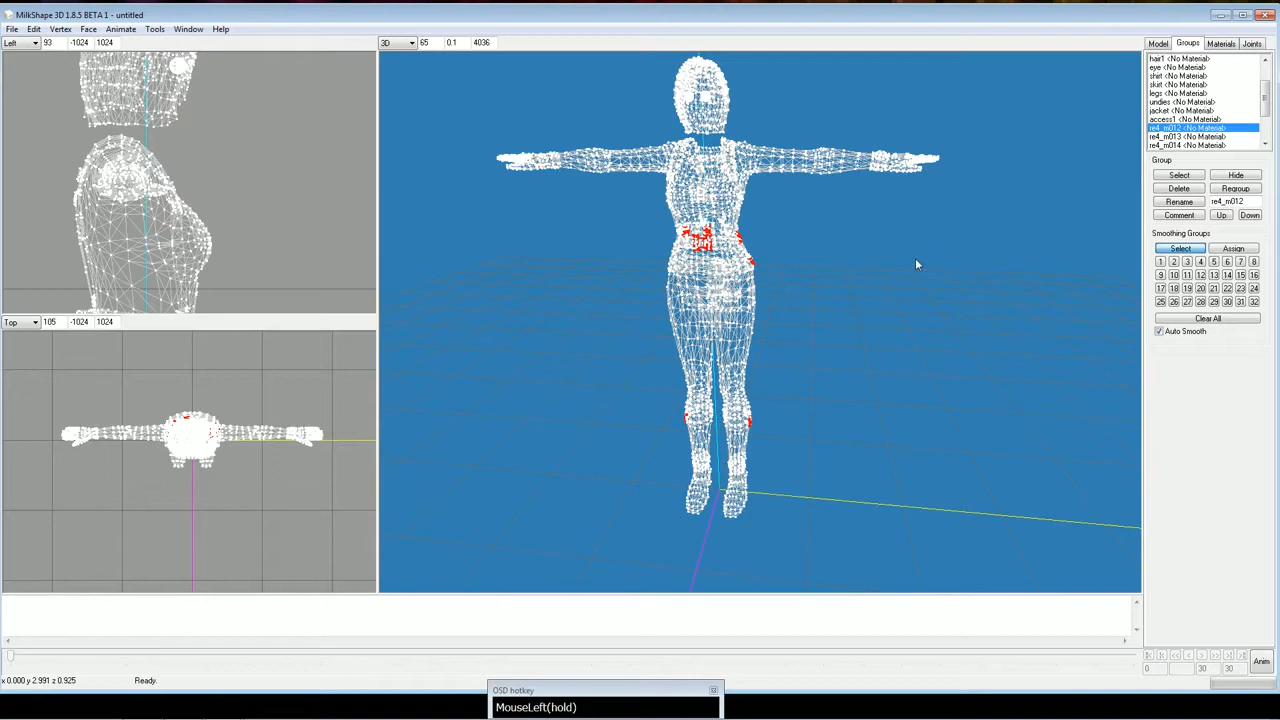 MilkShape 3D 1.8.5 BETA 1 - untitled
File Edit Vertex Face Animate Tools Window Help
Left 93 -1024 1024
3D 65 0.1 4036
Model Groups Materials Joints
hair1 <No Material>
eye <No Material>
shirt <No Material>
skirt <No Material>
legs <No Material>
undies <No Material>
jacket <No Material>
access1 <No Material>
re4_m012 <No Material>
re4_m013 <No Material>
re4_m014 <No Material>
Group
Select Hide
Delete Regroup
Rename re4_m012
Comment Up Down
Smoothing Groups
Select Assign
1 2 3 4 5 6 7 8
9 10 11 12 13 14 15 16
17 18 19 20 21 22 23 24
25 26 27 28 29 30 31 32
Clear All
Auto Smooth
Top 105 -1024 1024
0 30 30 Anim
x 0.000 y 2.991 z 0.925 Ready.
OSD hotkey
MouseLeft(hold)